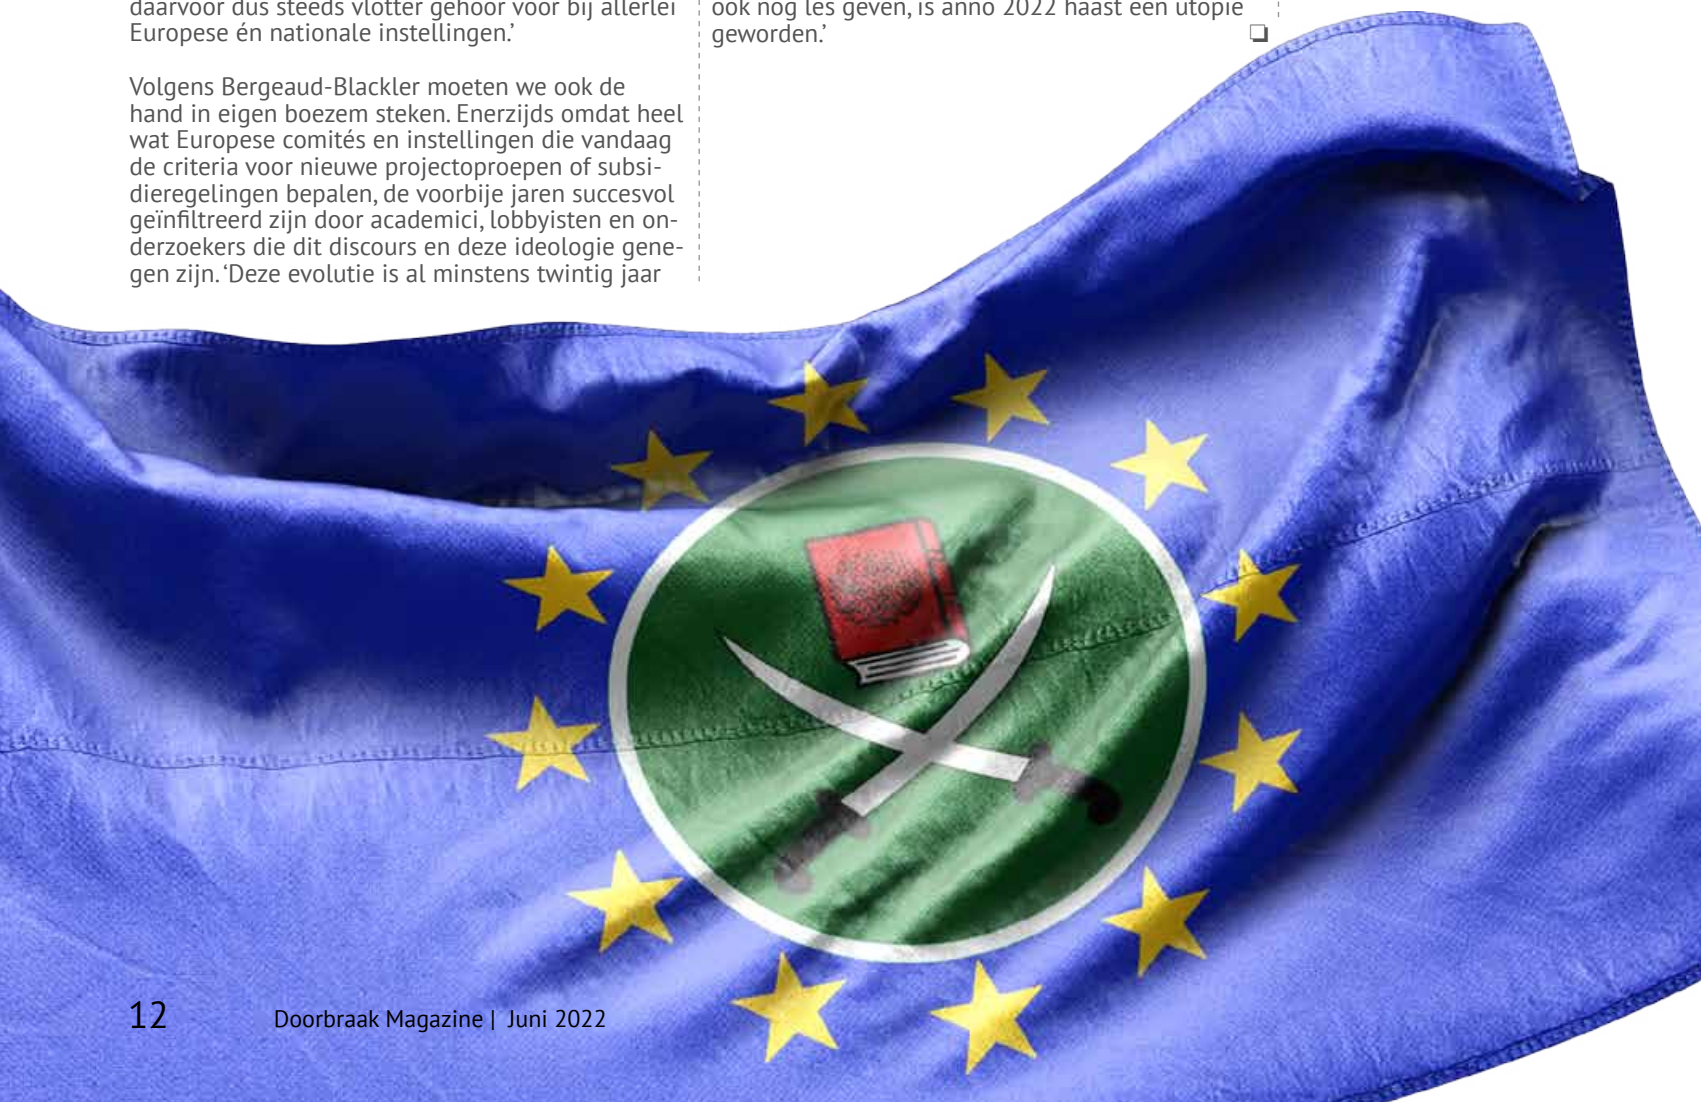 daarvoor dus steeds vlotter gehoor voor bij allerlei
Europese én nationale instellingen.’
Volgens Bergeaud-Blackler moeten we ook de
hand in eigen boezem steken. Enerzijds omdat heel
wat Europese comités en instellingen die vandaag
de criteria voor nieuwe projectoproepen of subsi-
dieregelingen bepalen, de voorbije jaren succesvol
geïnfiltreerd zijn door academici, lobbyisten en on-
derzoekers die dit discours en deze ideologie gene-
gen zijn. ‘Deze evolutie is al minstens twintig jaar
ook nog les geven, is anno 2022 haast een utopie
geworden.’
12 Doorbraak Magazine | Juni 2022